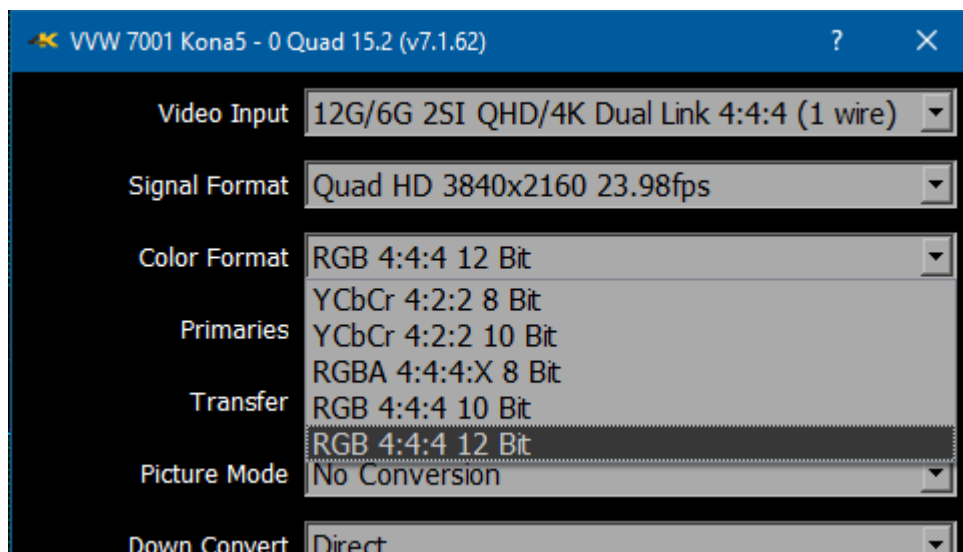 4K VVW 7001 Kona5 - 0 Quad 15.2 (v7.1.62) ? ×
Video Input 12G/6G 2SI QHD/4K Dual Link 4:4:4 (1 wire)
Signal Format Quad HD 3840x2160 23.98fps
Color Format RGB 4:4:4 12 Bit
YCbCr 4:2:2 8 Bit
Primaries YCbCr 4:2:2 10 Bit
RGBA 4:4:4:X 8 Bit
Transfer RGB 4:4:4 10 Bit
RGB 4:4:4 12 Bit
Picture Mode No Conversion
Down Convert Direct